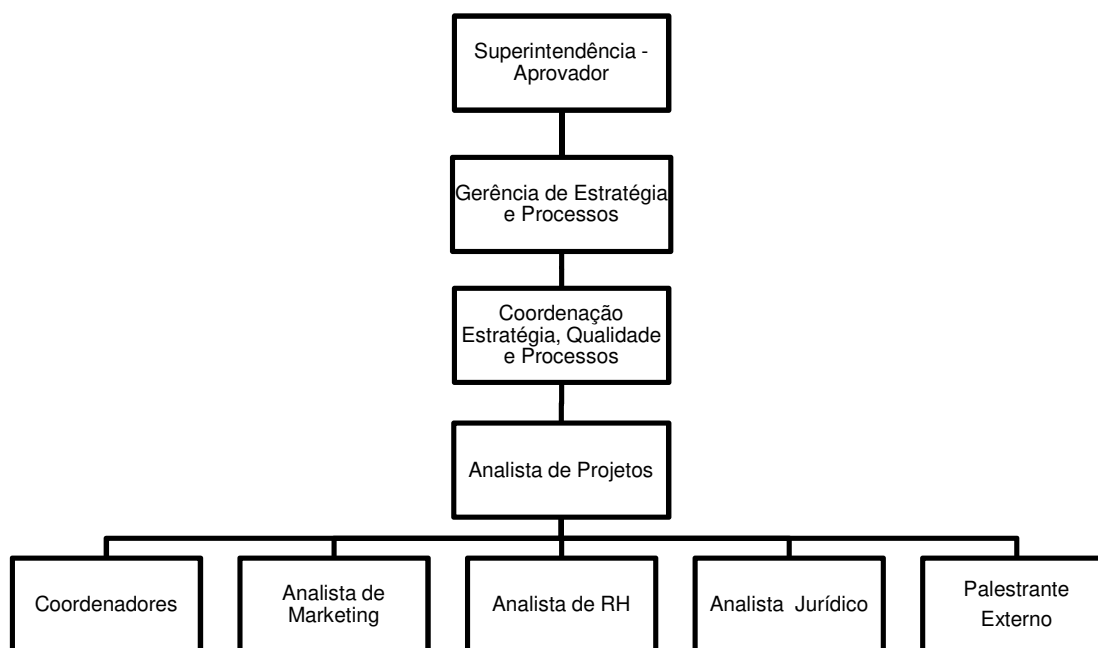 Superintendência -
Aprovador
Gerência de Estratégia
e Processos
Coordenação
Estratégia, Qualidade
e Processos
Analista de Projetos
Coordenadores
Analista de
Marketing
Analista de RH
Analista Jurídico
Palestrante
Externo